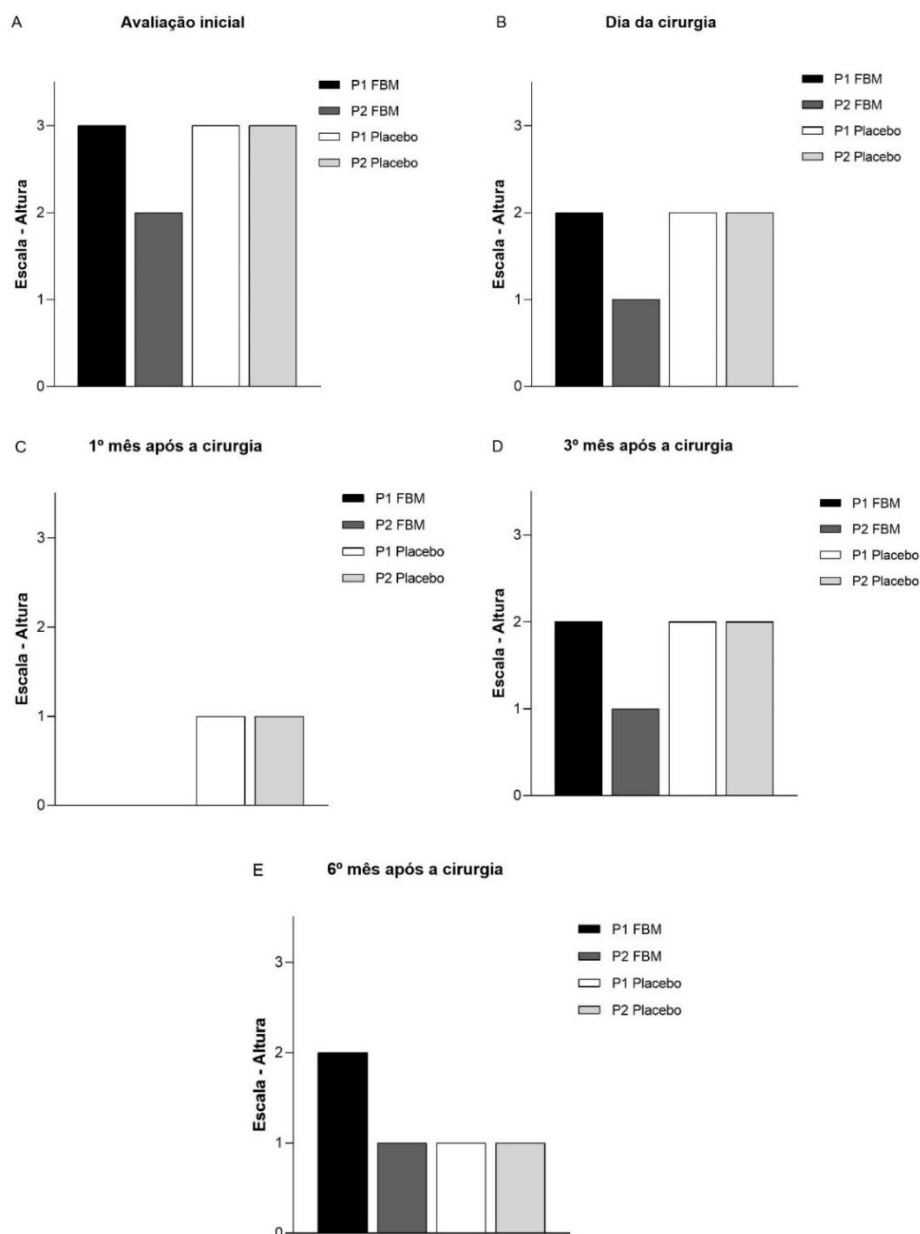 A
Avaliação inicial
P1 FBM
P2 FBM
P1 Placebo
P2 Placebo
Escala - Altura
3
2
1
0
B
Dia da cirurgia
P1 FBM
P2 FBM
P1 Placebo
P2 Placebo
Escala - Altura
3
2
1
0
C
1º mês após a cirurgia
P1 FBM
P2 FBM
P1 Placebo
P2 Placebo
Escala - Altura
3
2
1
0
D
3º mês após a cirurgia
P1 FBM
P2 FBM
P1 Placebo
P2 Placebo
Escala - Altura
3
2
1
0
E
6º mês após a cirurgia
P1 FBM
P2 FBM
P1 Placebo
P2 Placebo
Escala - Altura
3
2
1
0